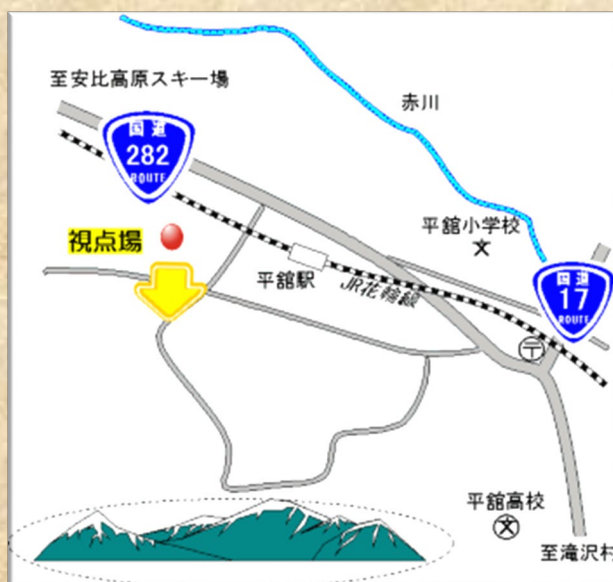 至安比高原スキー場
国道
282
ROUTE
赤川
平舘小学校
視点場
平舘駅
JR花輪線
国道
17
ROUTE
〒
文
平舘高校
文
至滝沢村